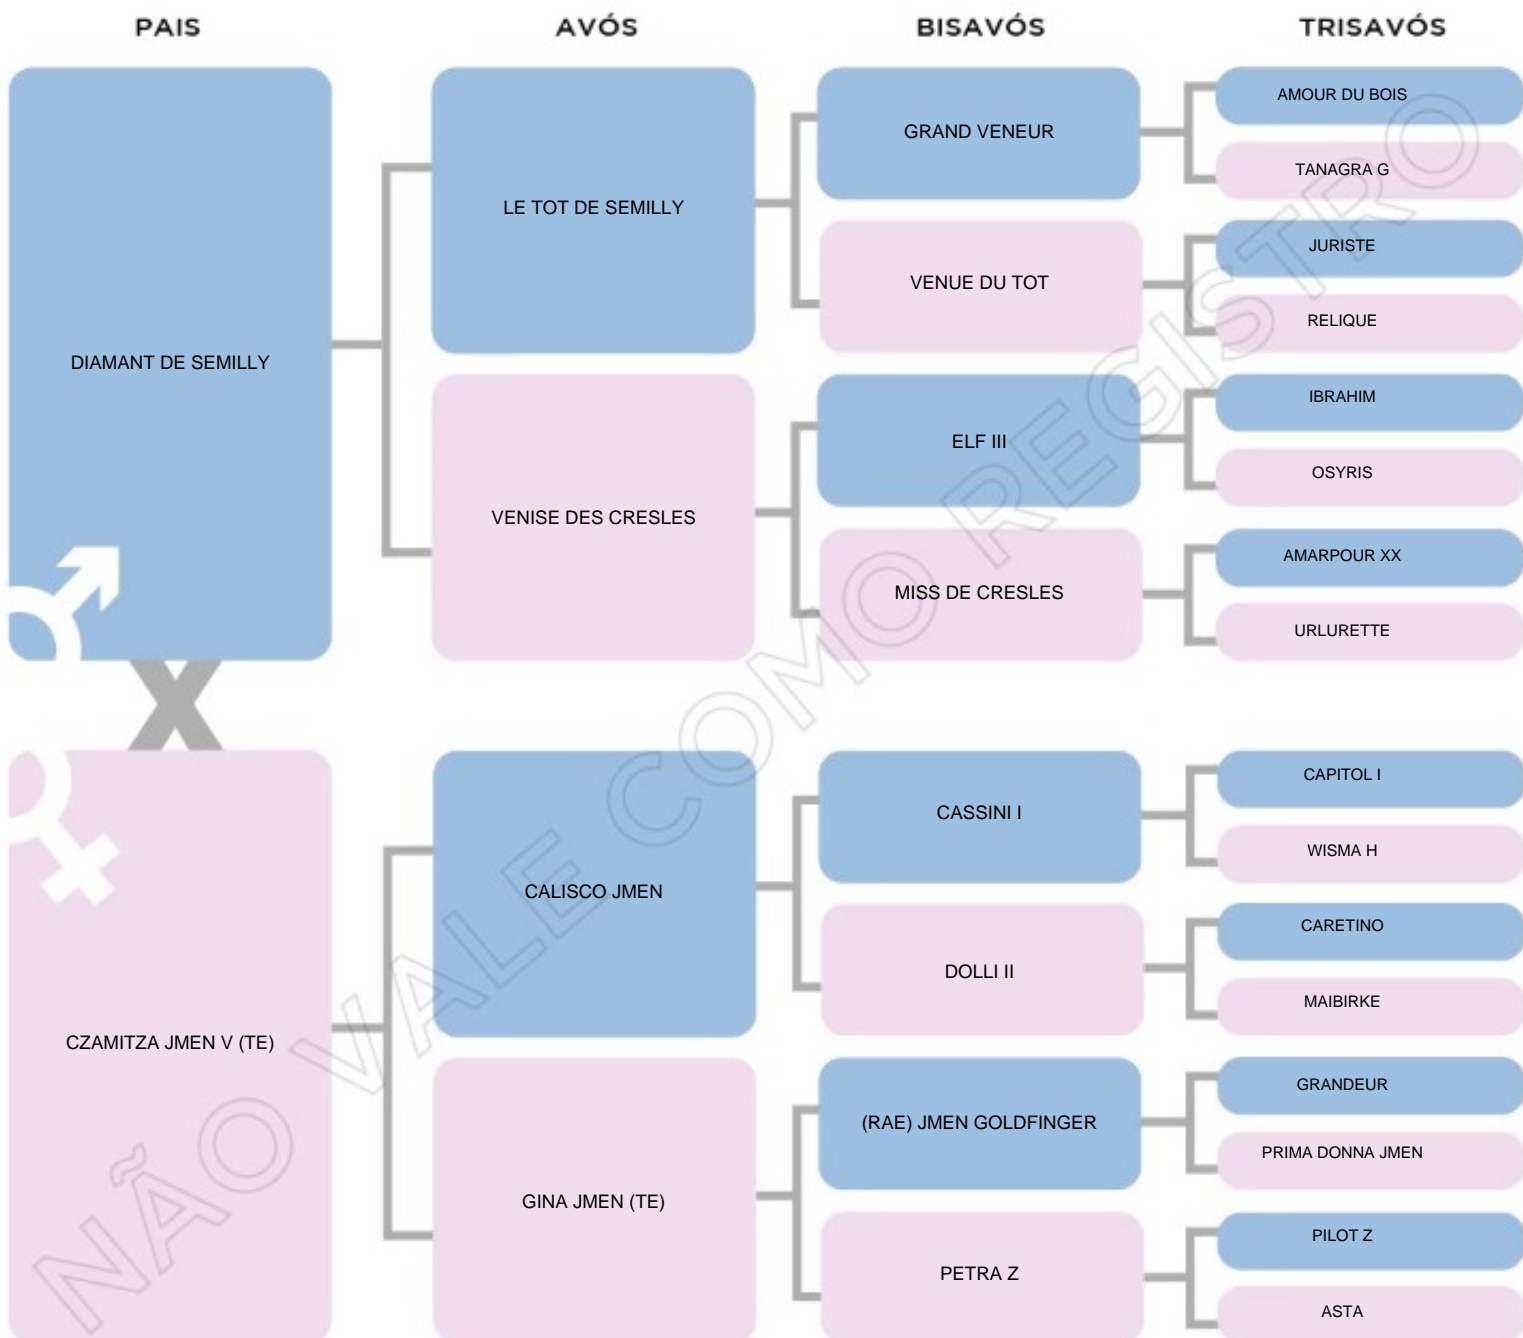 PAIS
AVÓS
BISAVÓS
TRISAVÓS
DIAMANT DE SEMILLY
LE TOT DE SEMILLY
GRAND VENEUR
AMOUR DU BOIS
TANAGRA G
VENUE DU TOT
JURISTE
RELIQUE
VENISE DES CRESLES
ELF III
IBRAHIM
OSYRIS
MISS DE CRESLES
AMARPOUR XX
URLURETTE
X
CZAMITZA JMEN V (TE)
CALISCO JMEN
CASSINI I
CAPITOL I
WISMA H
DOLLI II
CARETINO
MAIBIRKE
GINA JMEN (TE)
(RAE) JMEN GOLDFINGER
GRANDEUR
PRIMA DONNA JMEN
PETRA Z
PILOT Z
ASTA
NÃO VALE COMO REGISTRO